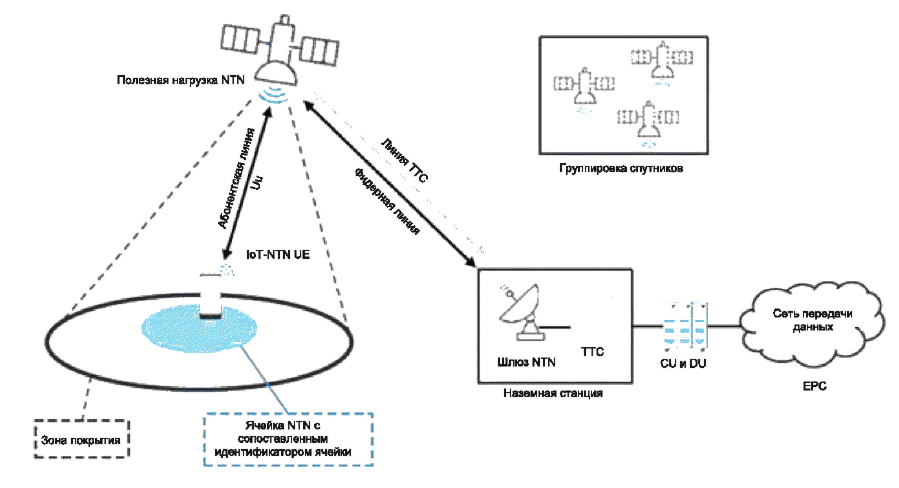 Полезная нагрузка NTN
Абонентская линия
Uu
Линия TTC
Фидерная линия
Группировка спутников
IoT-NTN UE
Шлюз NTN
TTC
Наземная станция
CU и DU
Сеть передачи
данных
EPC
Зона покрытия
Ячейка NTN с
сопоставленным
идентификатором ячейки